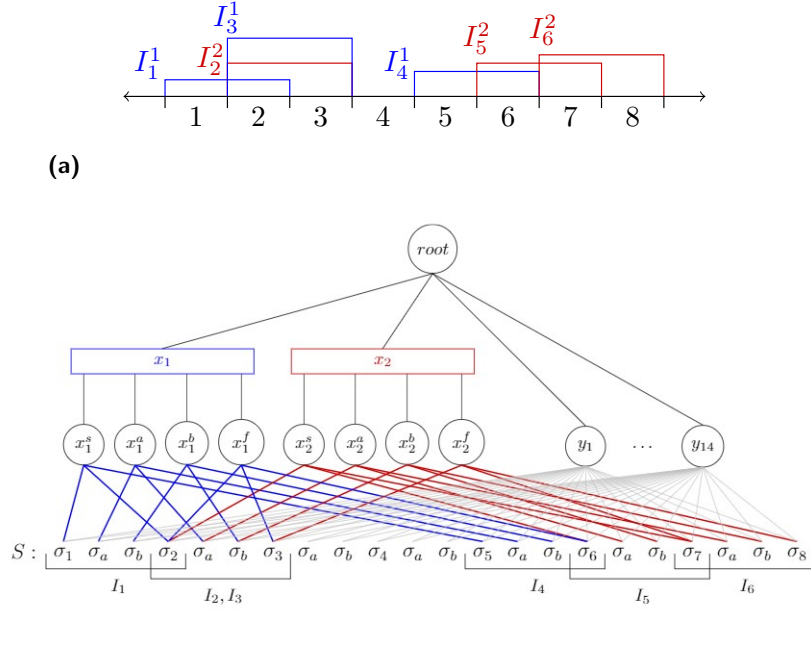 I_3^1
I_1^1 I_2^2 I_4^1 I_5^2 I_6^2
1 2 3 4 5 6 7 8
(a)
root
x_1 x_2
x_1^s x_1^a x_1^b x_1^f x_2^s x_2^a x_2^b x_2^f y_1 ... y_14
S : σ_1 σ_a σ_b σ_2 σ_a σ_b σ_3 σ_a σ_b σ_4 σ_a σ_b σ_5 σ_a σ_b σ_6 σ_a σ_b σ_7 σ_a σ_b σ_8
I_1 I_2, I_3 I_4 I_5 I_6